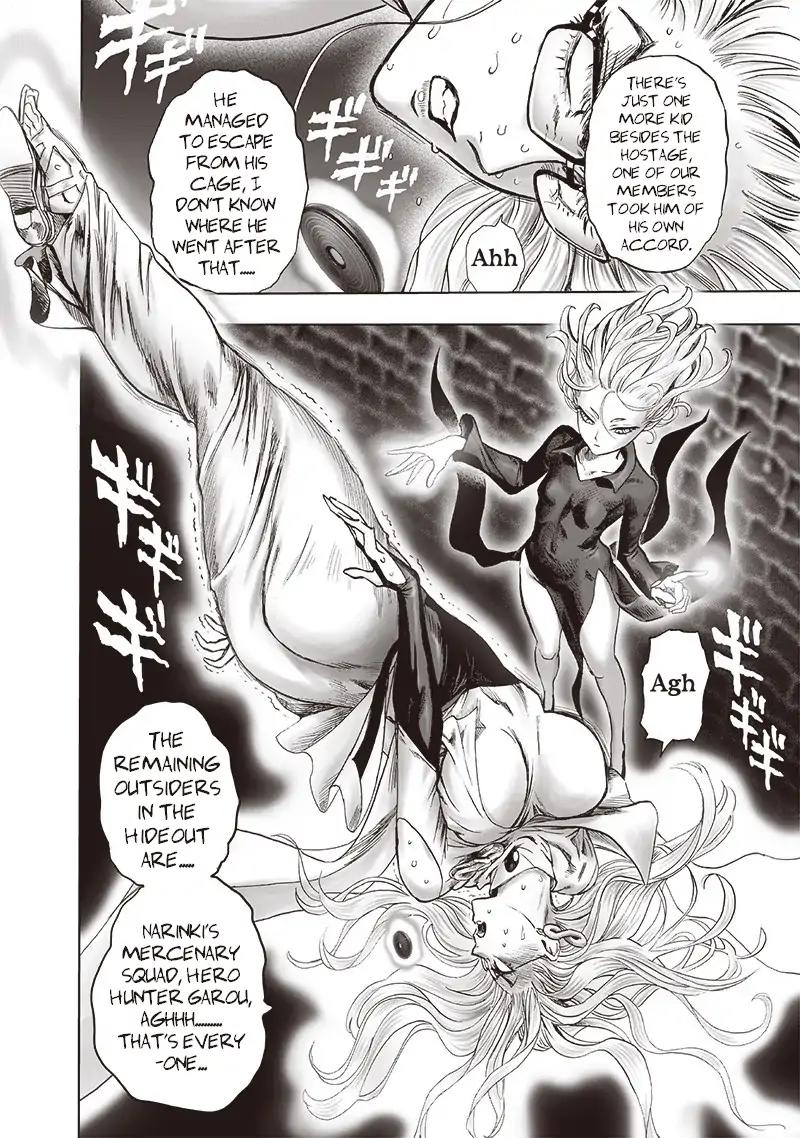 THERE'S
JUST ONE
MORE KID
BESIDES THE
HOSTAGE,
ONE OF OUR
MEMBERS
TOOK HIM OF
HIS OWN
ACCORD.
HE
MANAGED
TO ESCAPE
FROM HIS
CAGE, I
DON'T KNOW
WHERE HE
WENT AFTER
THAT.....
Ahh
ギギ
ギギギ
Agh
ギギギ
ギギギ
THE
REMAINING
OUTSIDERS
IN THE
HIDEOUT
ARE.....
NARINKI'S
MERCENARY
SQUAD, HERO
HUNTER GAROU,
AGHHH.........
THAT'S EVERY
-ONE...